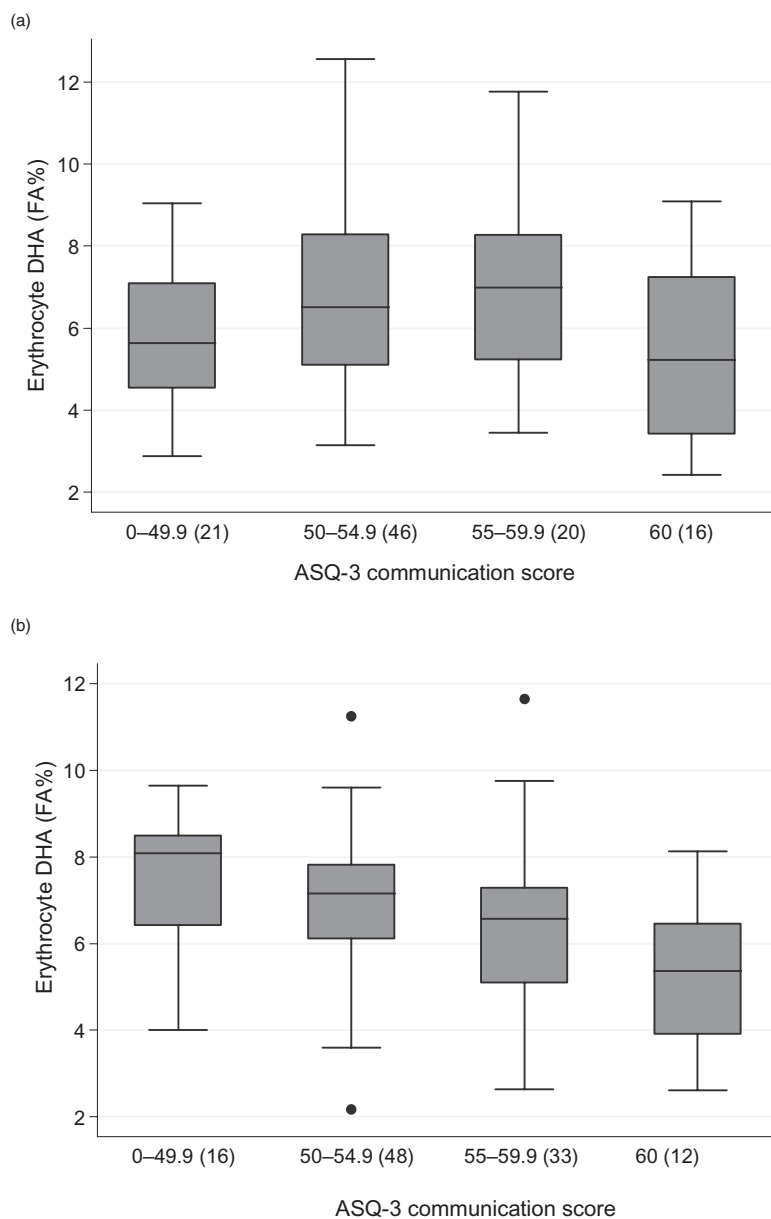 (a)
12
10
8
6
4
2
Erythrocyte DHA (FA%)
0–49.9 (21) 50–54.9 (46) 55–59.9 (20) 60 (16)
ASQ-3 communication score
(b)
12
10
8
6
4
2
Erythrocyte DHA (FA%)
0–49.9 (16) 50–54.9 (48) 55–59.9 (33) 60 (12)
ASQ-3 communication score